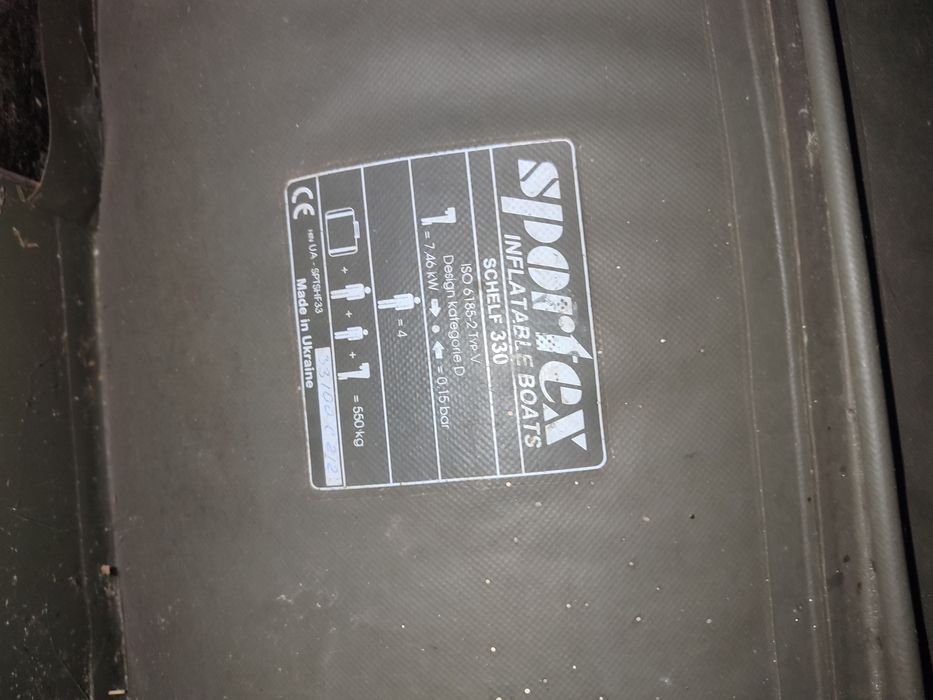 sportex
INFLATABLE BOATS
SCHELF 330
ISO 6185-2 TYP V
Design kategorie D
= 7,46 kW = 0,15 bar
= 4
+ + + = 550 kg
CE HIN UA - SPTSHF33
Made in Ukraine